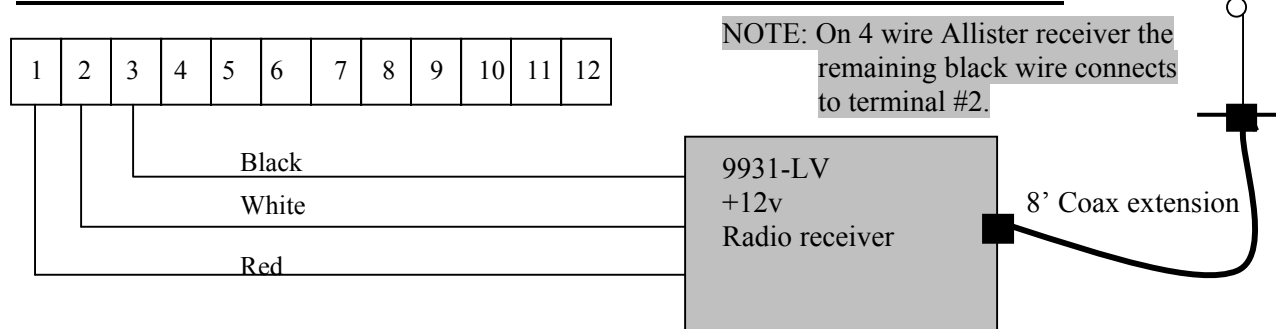 NOTE: On 4 wire Allister receiver the
remaining black wire connects
to terminal #2.
1 2 3 4 5 6 7 8 9 10 11 12
Black
White
Red
9931-LV
+12v
Radio receiver
8’ Coax extension